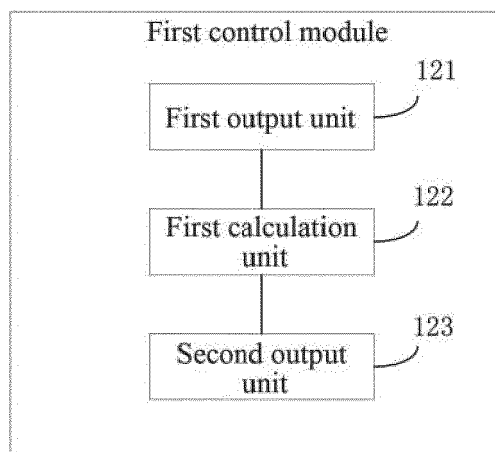 First control module
121
First output unit
122
First calculation
unit
123
Second output
unit